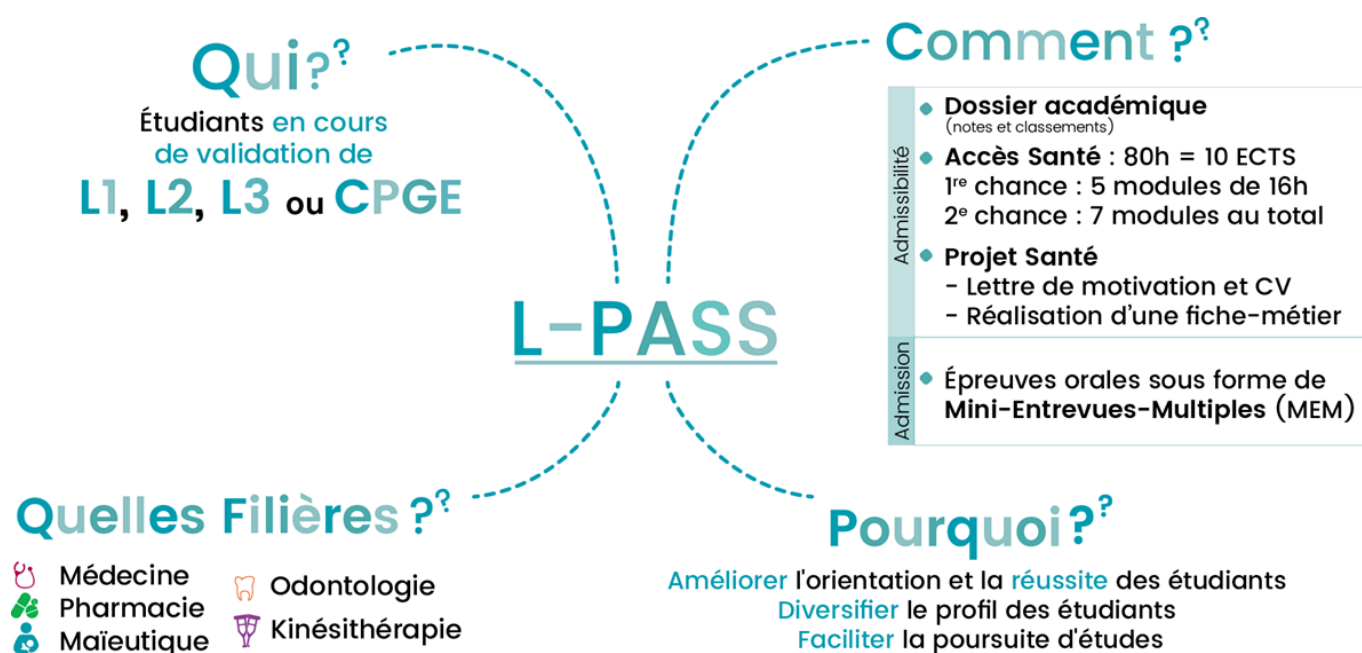 Qui??
Étudiants en cours
de validation de
L1, L2, L3 ou CPGE
Comment ??
Admissibilité
Dossier académique
(notes et classements)
Accès Santé : 80h = 10 ECTS
1re chance : 5 modules de 16h
2e chance : 7 modules au total
Projet Santé
- Lettre de motivation et CV
- Réalisation d'une fiche-métier
Admission
Épreuves orales sous forme de
Mini-Entrevues-Multiples (MEM)
L-PASS
Quelles Filières ??
Médecine
Pharmacie
Maïeutique
Odontologie
Kinésithérapie
Pourquoi ??
Améliorer l'orientation et la réussite des étudiants
Diversifier le profil des étudiants
Faciliter la poursuite d'études